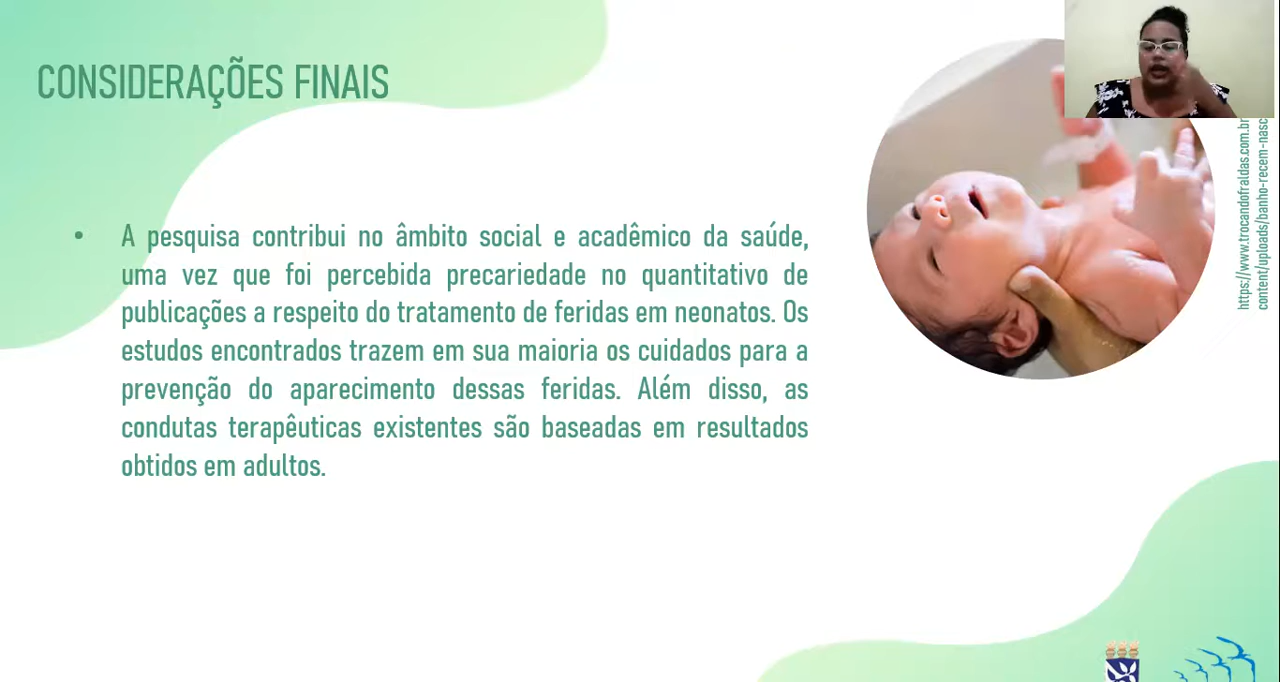 CONSIDERAÇÕES FINAIS
• A pesquisa contribui no âmbito social e acadêmico da saúde,
uma vez que foi percebida precariedade no quantitativo de
publicações a respeito do tratamento de feridas em neonatos. Os
estudos encontrados trazem em sua maioria os cuidados para a
prevenção do aparecimento dessas feridas. Além disso, as
condutas terapêuticas existentes são baseadas em resultados
obtidos em adultos.
https://www.trocandofraldas.com.br
content/uploads/banho-recem-nasc